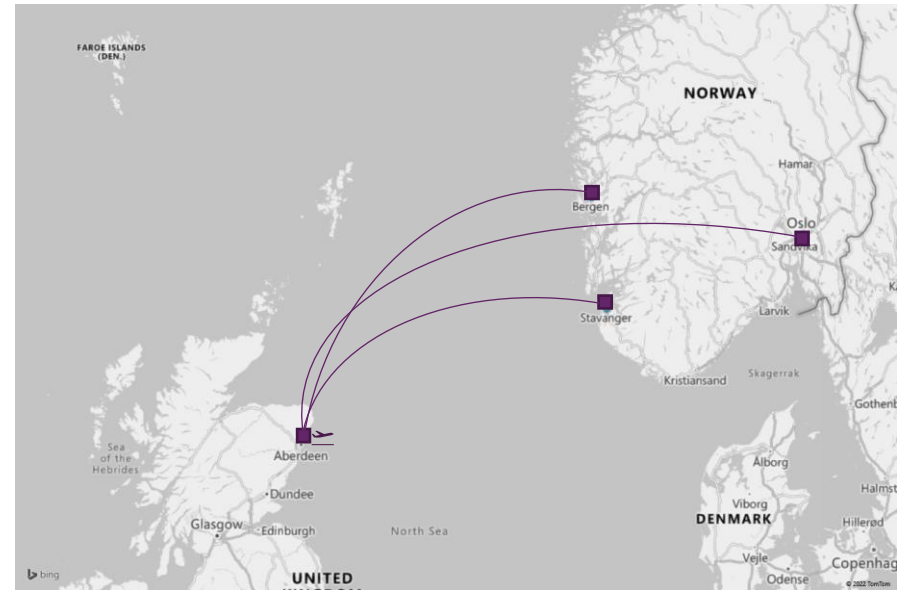 FAROE ISLANDS
(DEN.)
NORWAY
Hamar
Bergen
Oslo
Sandvika
Larvik
Stavanger
Kristiansand
Skagerrak
Aberdeen
Sea
of the
Hebrides
Ålborg
Dundee
Viborg
DENMARK
Halmst
Glasgow
Edinburgh
North Sea
Hillerød
Vejle
Copenhag
Odense
UNITED
Gothenb
bing
© 2022 TomTom